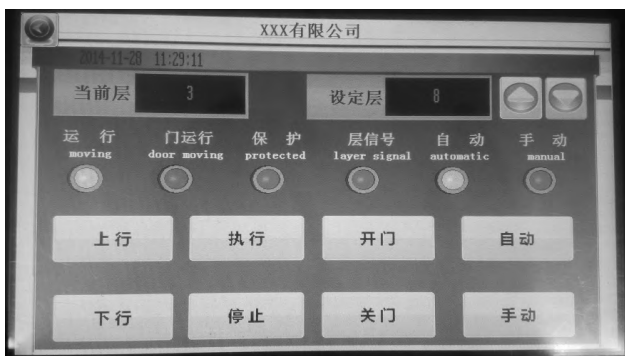 XXX有限公司
2014-11-28 11:29:11
当前层 3 设定层 8
运行 门运行 保护 层信号 自动 手动
moving door moving protected layer signal automatic manual
上行 执行 开门 自动
下行 停止 关门 手动